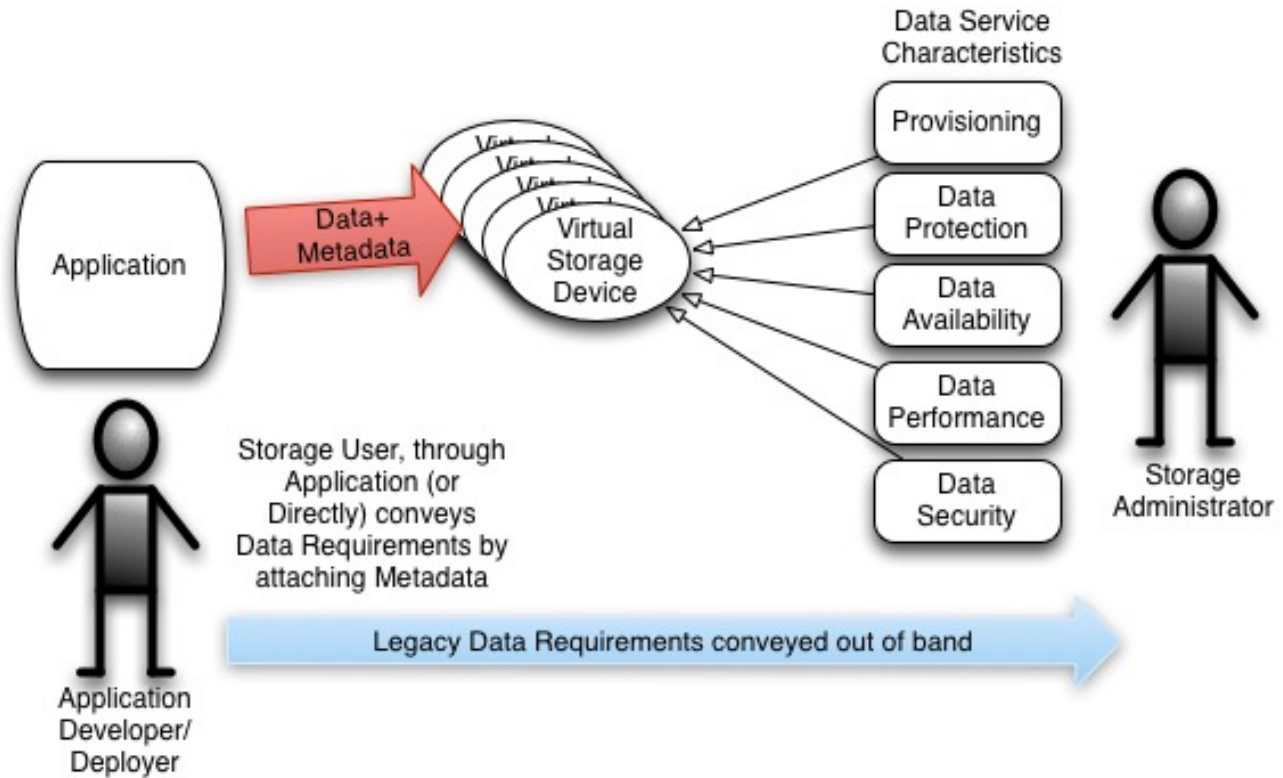 Data Service
Characteristics
Provisioning
Data
Protection
Data
Availability
Data
Performance
Data
Security
Storage
Administrator
Application
Data+
Metadata
Virtual
Storage
Device
Storage User, through
Application (or
Directly) conveys
Data Requirements by
attaching Metadata
Legacy Data Requirements conveyed out of band
Application
Developer/
Deployer